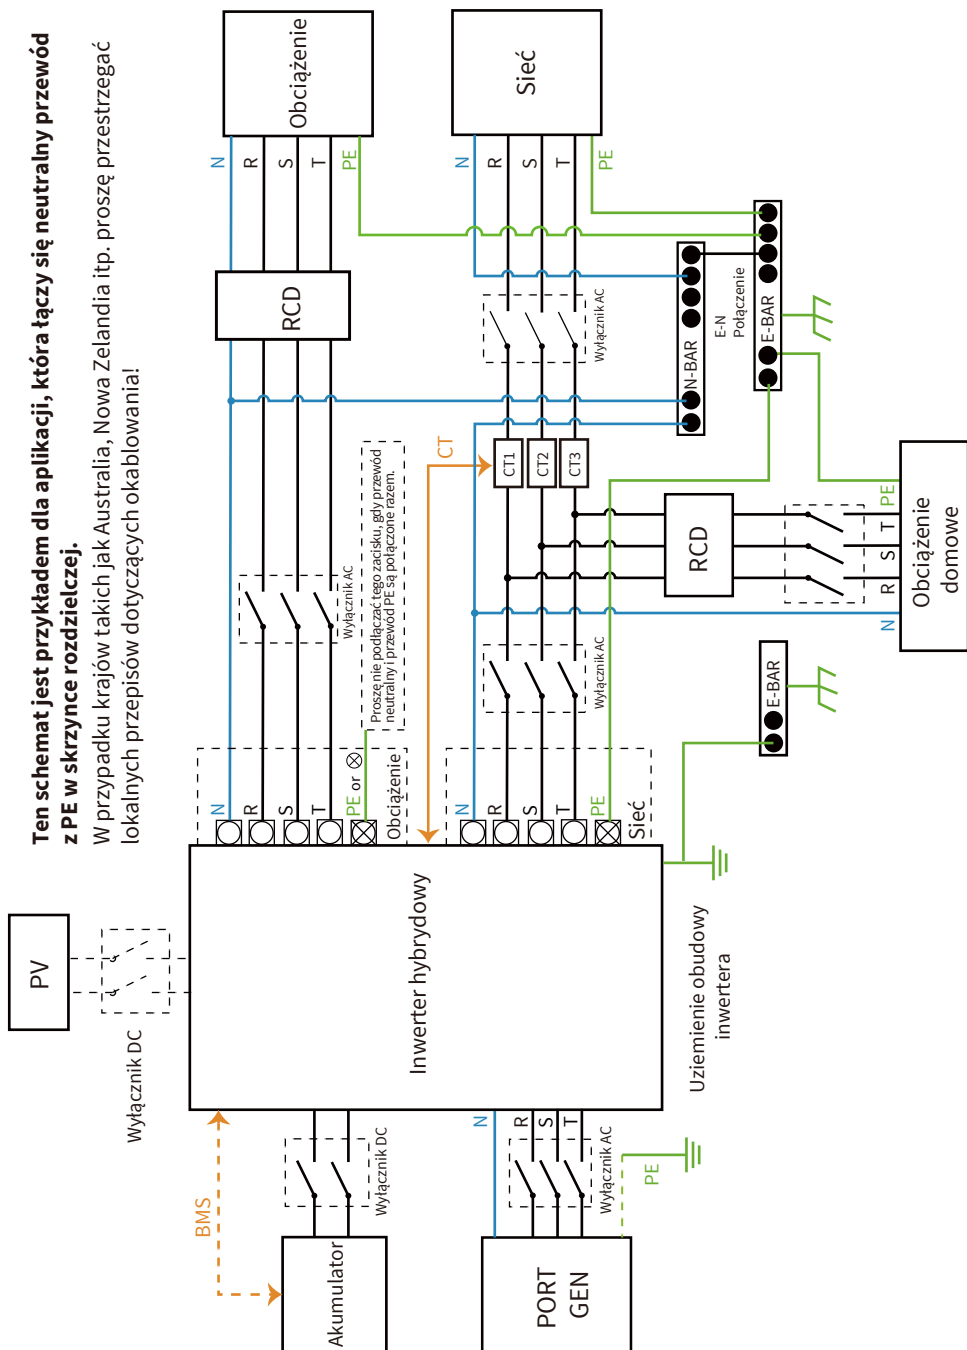 Ten schemat jest przykładem dla aplikacji, która łączy się neutralny przewód
z PE w skrzynce rozdzielczej.
W przypadku krajów takich jak Australia, Nowa Zelandia itp. proszę przestrzegać
lokalnych przepisów dotyczących okablowania!
PV
Wyłącznik DC
BMS
Akumulator
Wyłącznik DC
PORT
GEN
N
R
S
T
Wyłącznik AC
PE
Inwerter hybrydowy
Uziemienie obudowy
inwertera
N
R
S
T
PE or
Obciążenie
Proszę nie podłączać tego zacisku, gdy przewód
neutralny i przewód PE są połączone razem.
Wyłącznik AC
RCD
N
R
S
T
PE
Obciążenie
CT
N
R
S
T
PE
Sieć
Wyłącznik AC
CT1
CT2
CT3
Wyłącznik AC
N
R
S
T
PE
Sieć
N-BAR
E-N
Połączenie
E-BAR
RCD
N
R
S
T
PE
Obciążenie
domowe
E-BAR